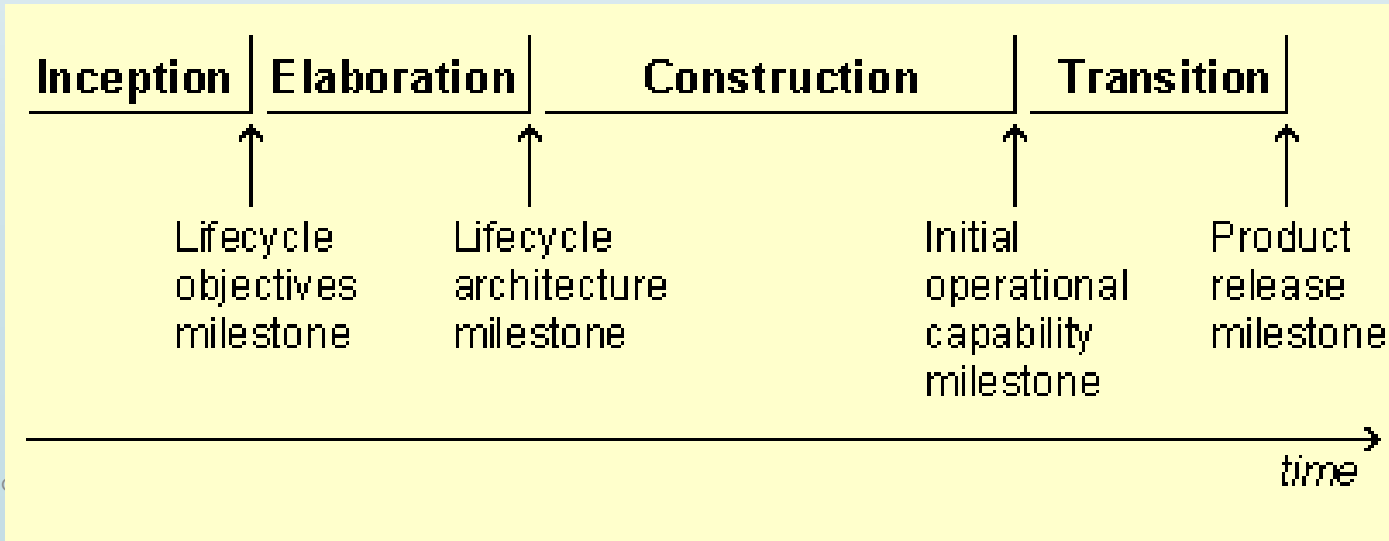 Inception Elaboration Construction Transition
Lifecycle
objectives
milestone
Lifecycle
architecture
milestone
Initial
operational
capability
milestone
Product
release
milestone
time